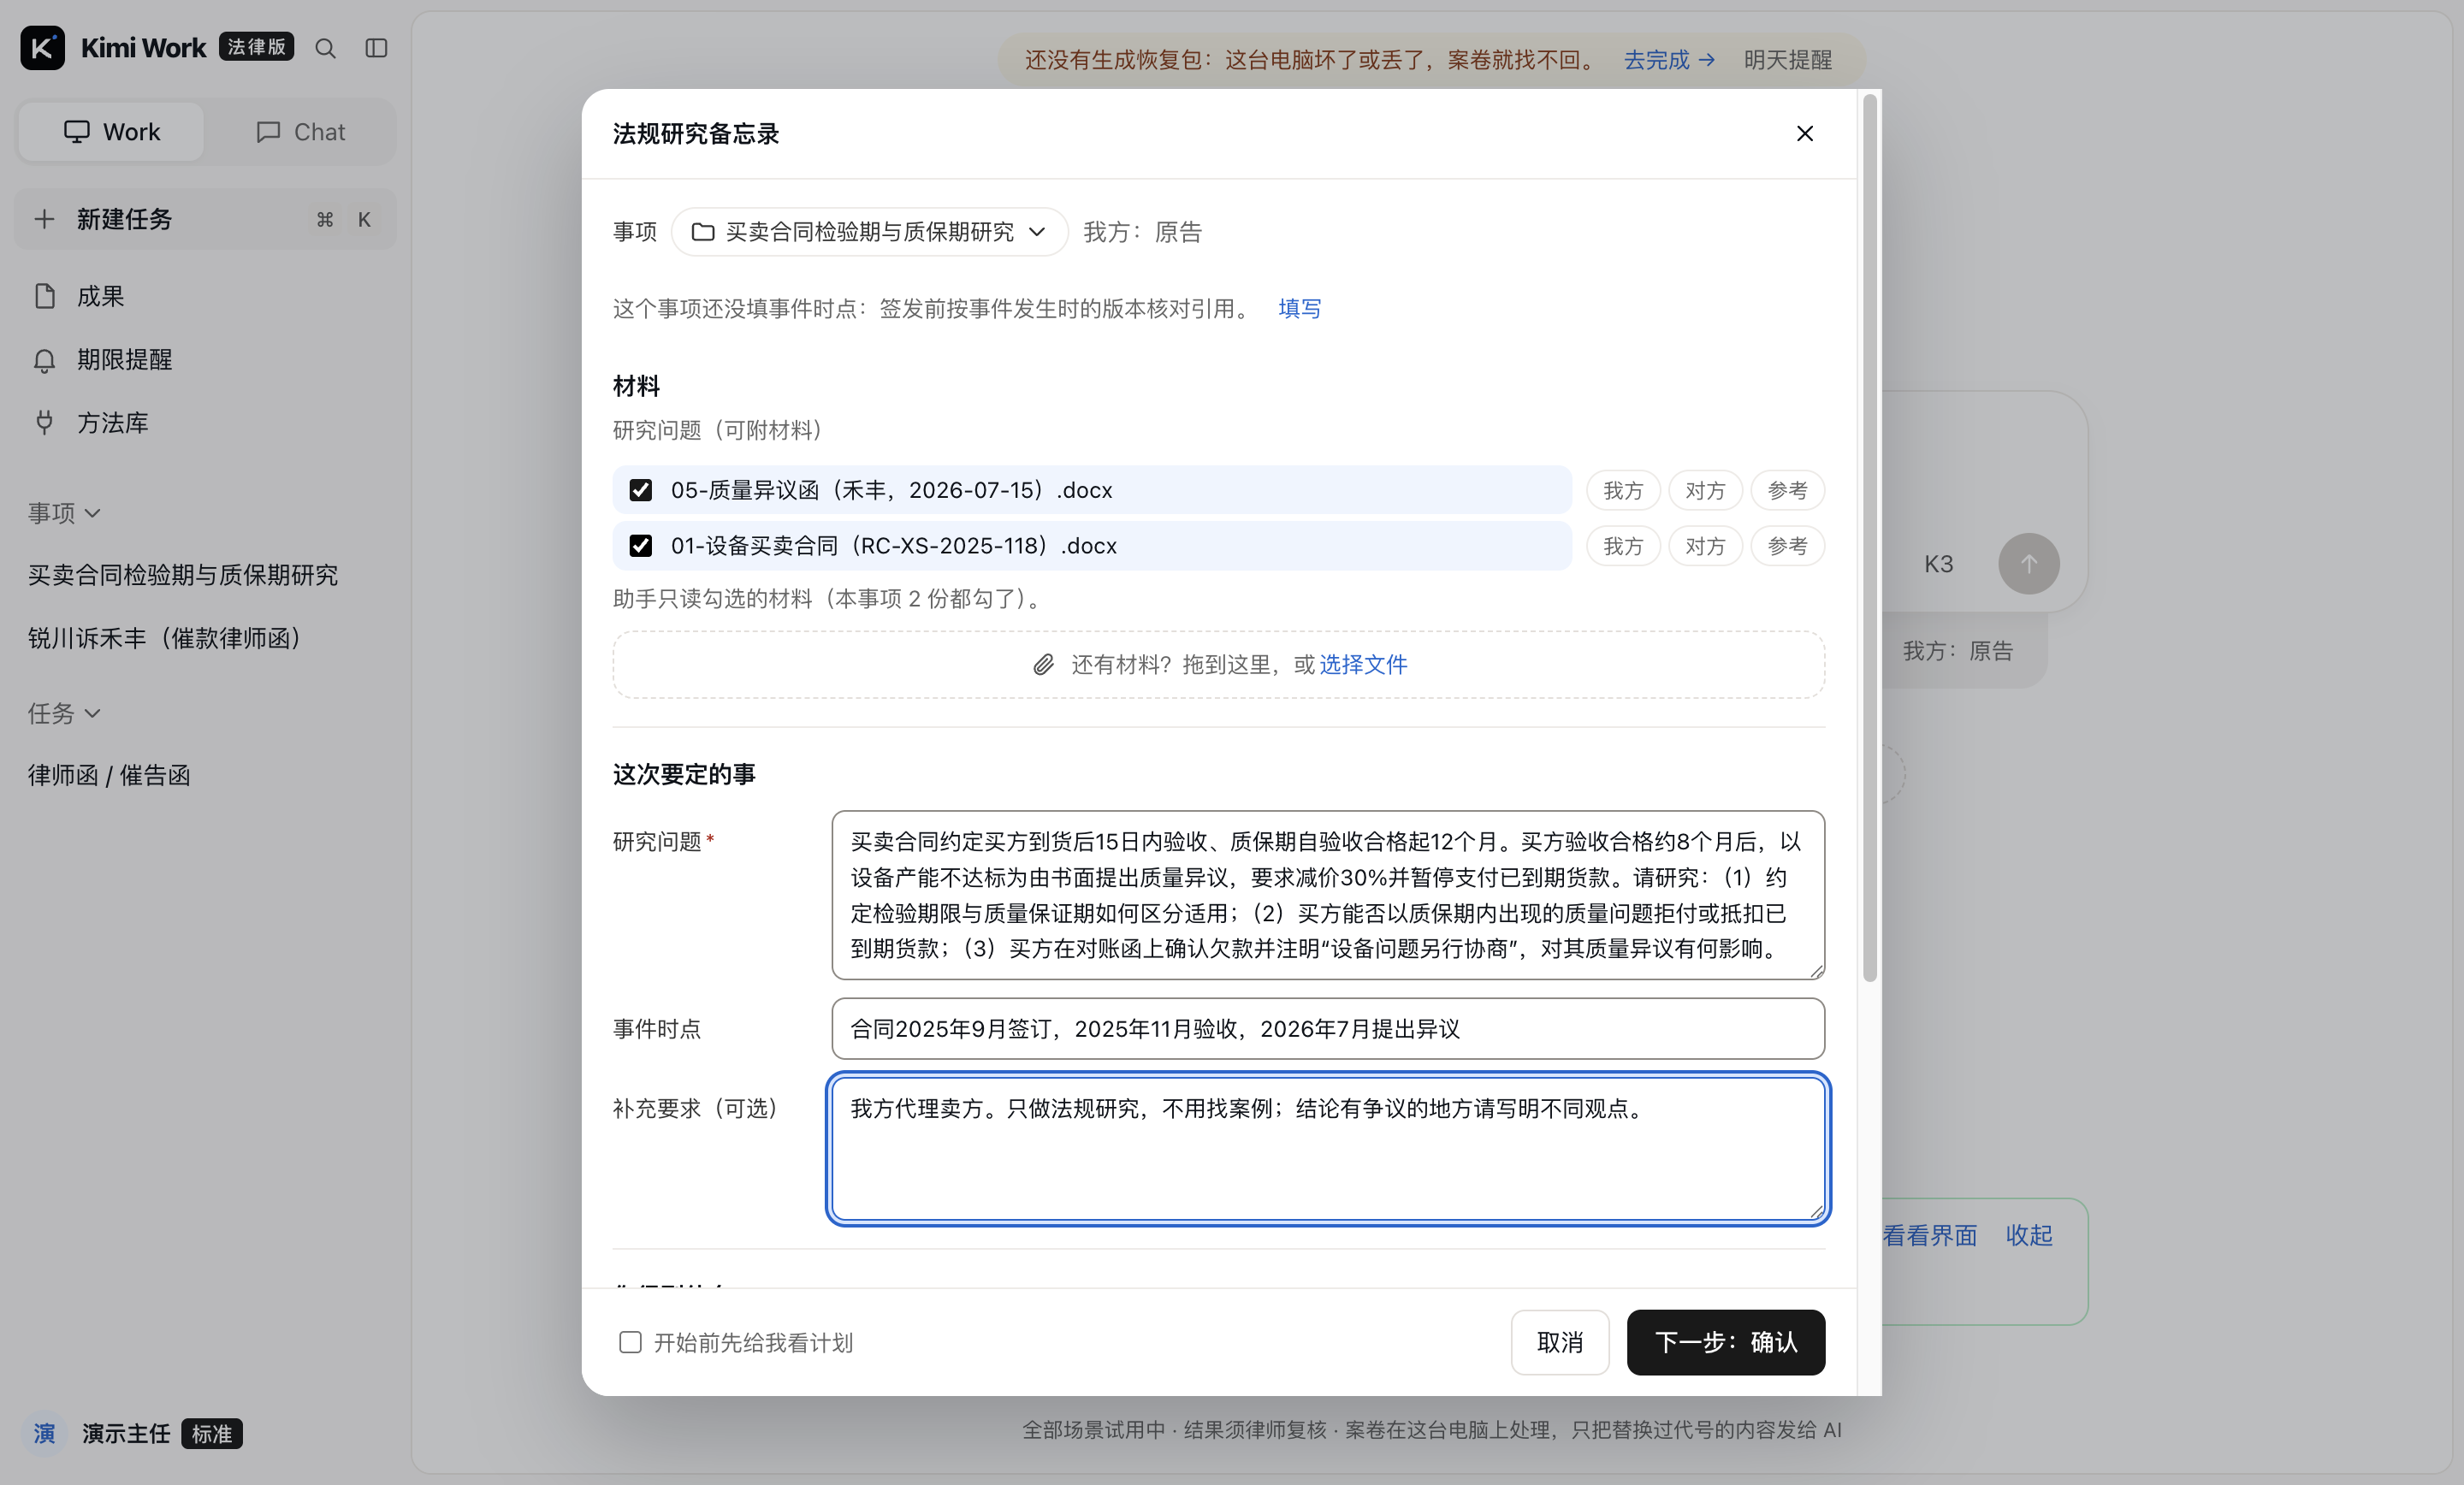 Kimi Work 法律版
Work Chat
新建任务 ⌘ K
成果
期限提醒
方法库
事项
买卖合同检验期与质保期研究
锐川诉禾丰（催款律师函）
任务
律师函 / 催告函
演 演示主任 标准
还没有生成恢复包：这台电脑坏了或丢了，案卷就找不回。 去完成 → 明天提醒
法规研究备忘录
事项 买卖合同检验期与质保期研究 我方：原告
这个事项还没填事件时点：签发前按事件发生时的版本核对引用。 填写
材料
研究问题（可附材料）
05-质量异议函（禾丰，2026-07-15）.docx 我方 对方 参考
01-设备买卖合同（RC-XS-2025-118）.docx 我方 对方 参考
助手只读勾选的材料（本事项 2 份都勾了）。
还有材料？拖到这里，或选择文件
这次要定的事
研究问题*
买卖合同约定买方到货后15日内验收、质保期自验收合格起12个月。买方验收合格约8个月后，以
设备产能不达标为由书面提出质量异议，要求减价30%并暂停支付已到期货款。请研究：（1）约
定检验期限与质量保证期如何区分适用；（2）买方能否以质保期内出现的质量问题拒付或抵扣已
到期货款；（3）买方在对账函上确认欠款并注明“设备问题另行协商”，对其质量异议有何影响。
事件时点 合同2025年9月签订，2025年11月验收，2026年7月提出异议
补充要求（可选） 我方代理卖方。只做法规研究，不用找案例；结论有争议的地方请写明不同观点。
开始前先给我看计划 取消 下一步：确认
K3
我方：原告
看看界面 收起
全部场景试用中 · 结果须律师复核 · 案卷在这台电脑上处理，只把替换过代号的内容发给 AI